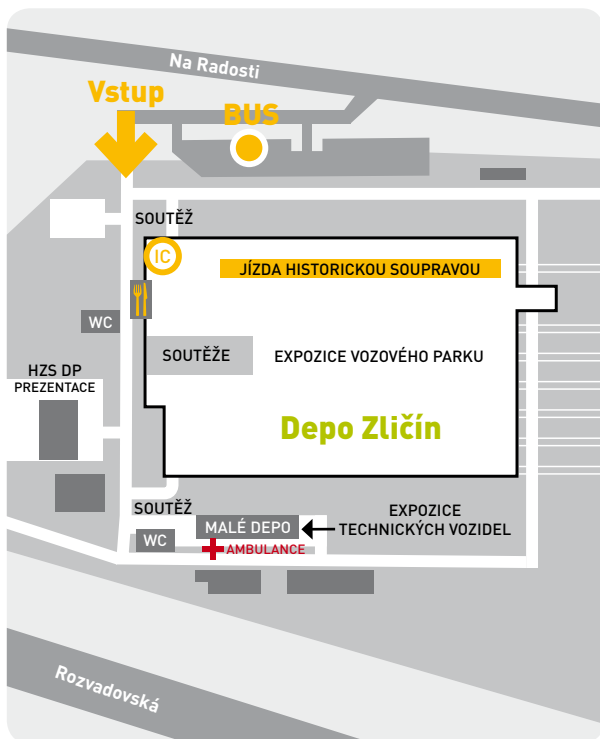 Na Radosti
Vstup
BUS
SOUTĚŽ
IC
JÍZDA HISTORICKOU SOUPRAVOU
WC
SOUTĚŽE
EXPOZICE VOZOVÉHO PARKU
HZS DP
PREZENTACE
Depo Zličín
SOUTĚŽ
MALÉ DEPO
EXPOZICE
TECHNICKÝCH VOZIDEL
WC
AMBULANCE
Rozvadovská